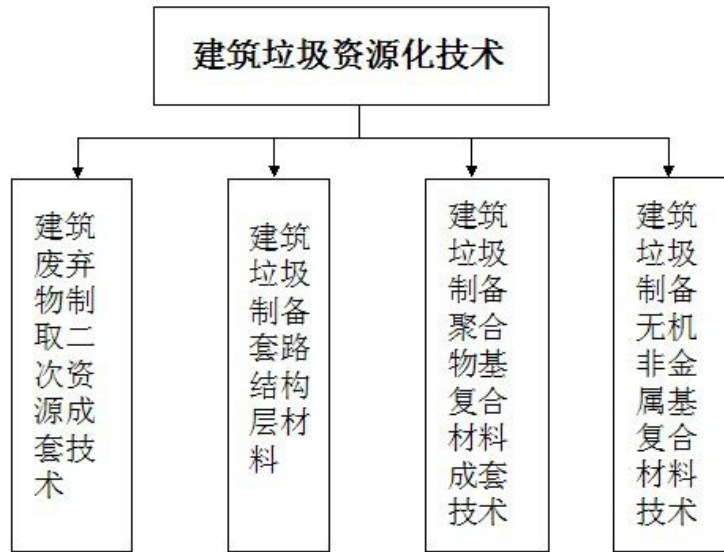 建筑垃圾资源化技术
建筑
废弃
物制
取二
次资
源成
套技
术
建筑
垃圾
制备
套路
结构
层材
料
建筑
垃圾
制备
聚合
物基
复合
材料
成套
技术
建筑
垃圾
制备
无机
非金
属基
复合
材料
技术